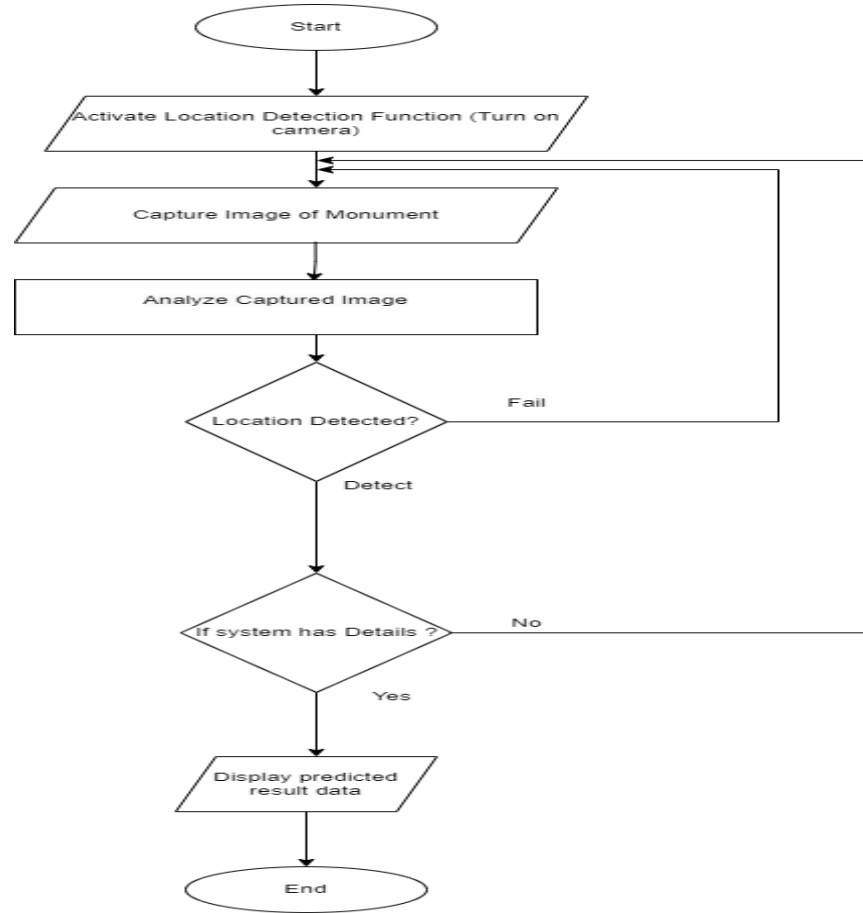 Start
Activate Location Detection Function (Turn on
camera)
Capture Image of Monument
Analyze Captured Image
Location Detected?
Fail
Detect
If system has Details ?
No
Yes
Display predicted
result data
End